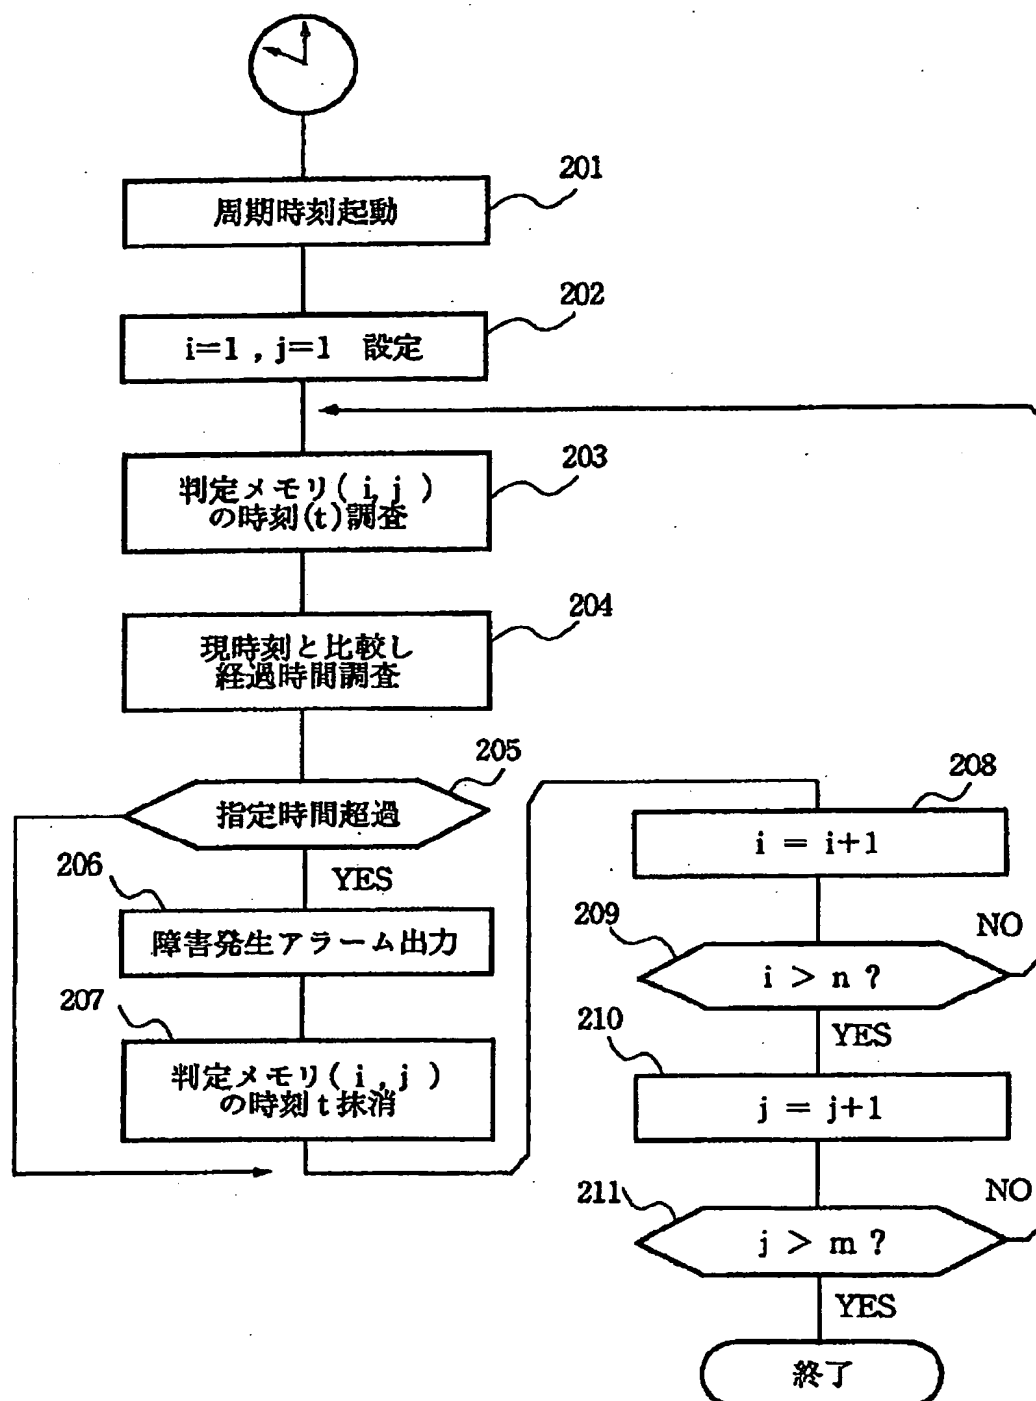 201
周期時刻起動
202
i=1 , j=1 設定
203
判定メモリ( i, j )
の時刻(t)調査
204
現時刻と比較し
経過時間調査
205
指定時間超過
YES
206
障害発生アラーム出力
207
判定メモリ( i , j )
の時刻t抹消
208
i = i+1
209
NO
i > n ?
YES
210
j = j+1
211
NO
j > m ?
YES
終了